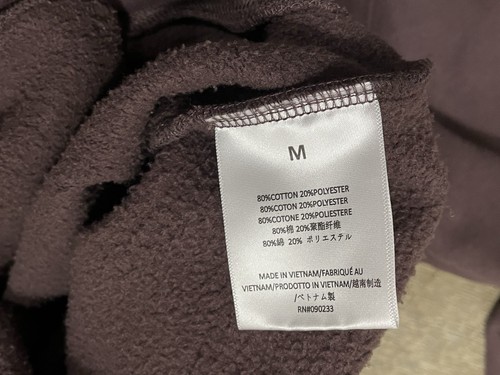 M
80%COTTON 20%POLYESTER
80%COTON 20%POLYESTER
80%COTONE 20%POLIESTERE
80%棉 20%聚酯纤维
80%綿 20% ポリエステル
MADE IN VIETNAM/FABRIQUÉ AU
VIETNAM/PRODOTTO IN VIETNAM/越南制造
/ベトナム製
RN#090233